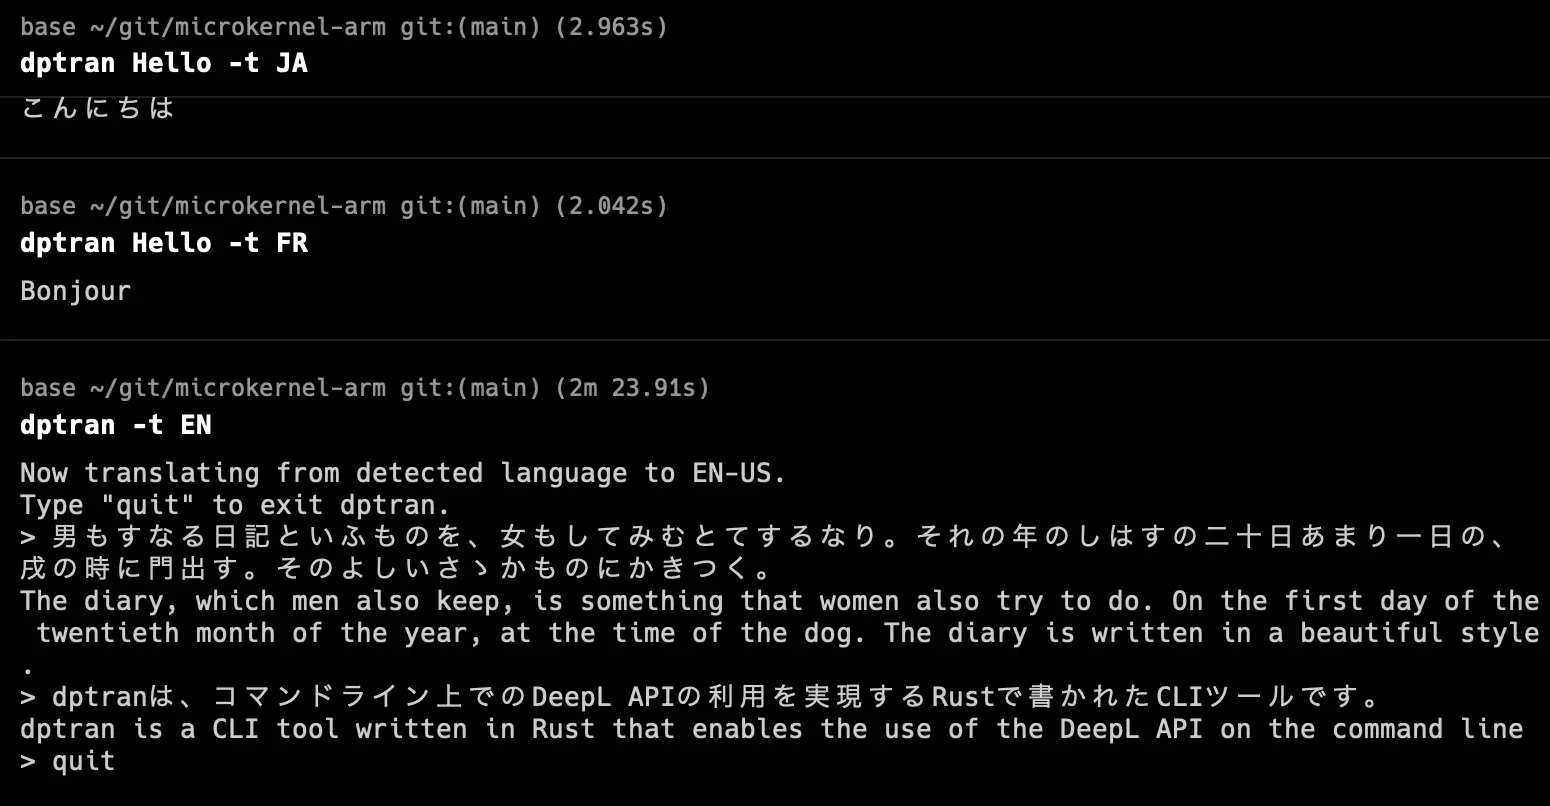 base ~/git/microkernel-arm git:(main) (2.963s)
dptran Hello -t JA
こんにちは
base ~/git/microkernel-arm git:(main) (2.042s)
dptran Hello -t FR
Bonjour
base ~/git/microkernel-arm git:(main) (2m 23.91s)
dptran -t EN
Now translating from detected language to EN-US.
Type "quit" to exit dptran.
> 男もすなる日記といふものを、女もしてみむとてするなり。それの年のしはすの二十日あまり一日の、
戌の時に門出す。そのよしいさゝかものにかきつく。
The diary, which men also keep, is something that women also try to do. On the first day of the
twentieth month of the year, at the time of the dog. The diary is written in a beautiful style
.
> dptranは、コマンドライン上でのDeepL APIの利用を実現するRustで書かれたCLIツールです。
dptran is a CLI tool written in Rust that enables the use of the DeepL API on the command line
> quit